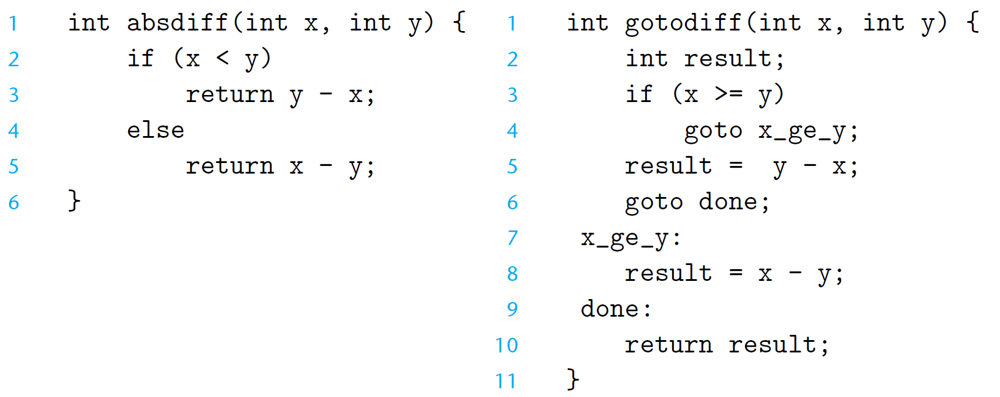 1 int absdiff(int x, int y) {
2 if (x < y)
3 return y - x;
4 else
5 return x - y;
6 }
1 int gotodiff(int x, int y) {
2 int result;
3 if (x >= y)
4 goto x_ge_y;
5 result =  y - x;
6 goto done;
7 x_ge_y:
8 result = x - y;
9 done:
10 return result;
11 }